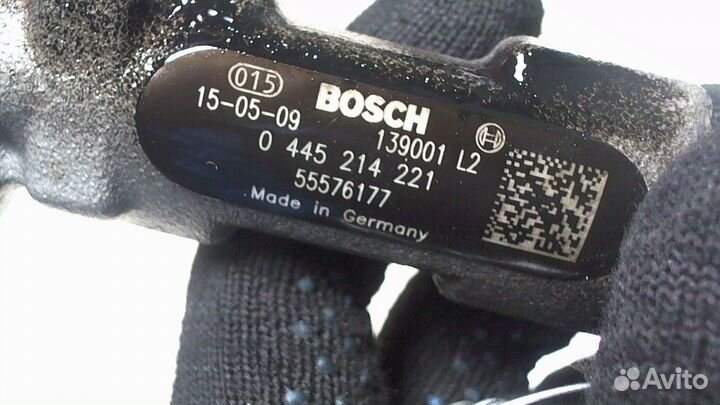 015 BOSCH
15-05-09 139001 L2
0 445 214 221
55576177
Made in Germany
Avito